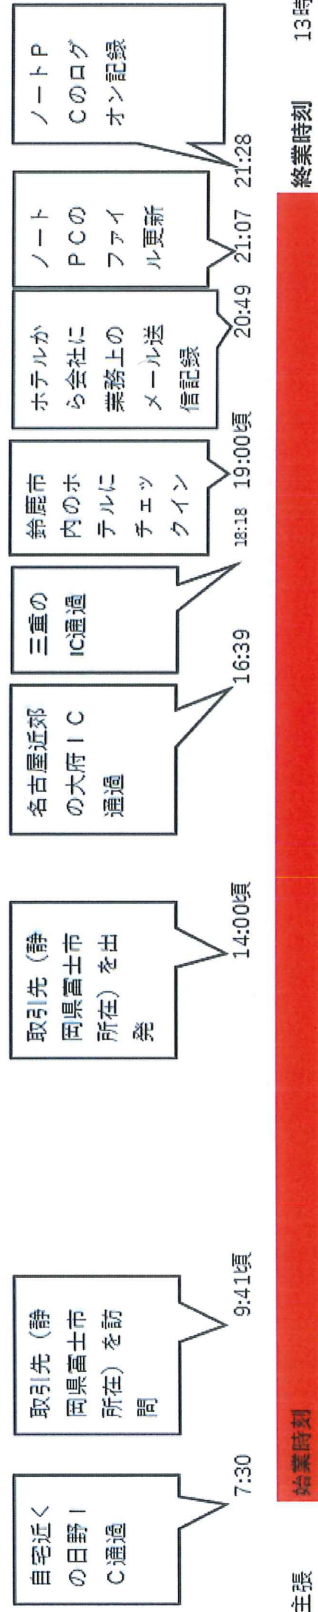 自宅近く
の日野Ｉ
Ｃ通過
7:30
取引先（静
岡県富士市
所在）を訪
問
9:41頃
取引先（静
岡県富士市
所在）を出
発
14:00頃
名古屋近郊
の大府ＩＣ
通過
16:39
三重の
IC通過
18:18
鈴鹿市
内のホ
テルに
チェッ
クイン
19:00頃
ホテルか
ら会社に
業務上の
メール送
信記録
20:49
ノート
ＰＣの
ファイ
ル更新
21:07
ノートＰ
Ｃのログ
オン記録
21:28
主張
始業時刻
終業時刻
13時